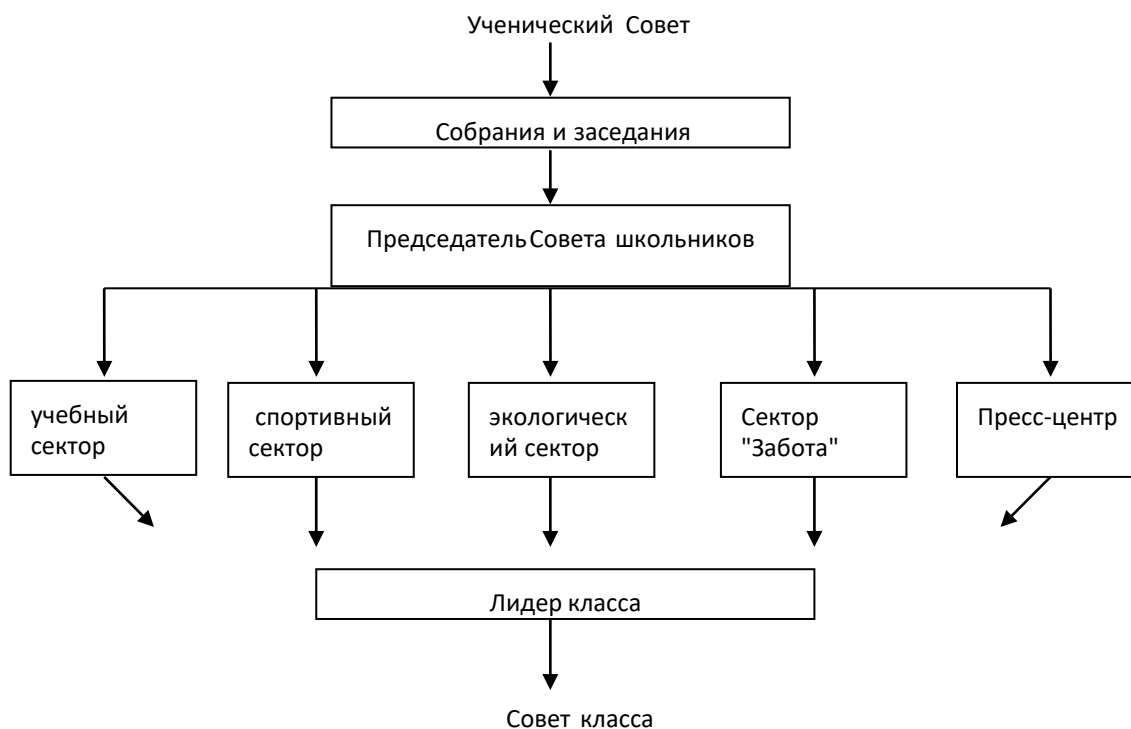 Ученический Совет
Собрания и заседания
Председатель Совета школьников
учебный
сектор
спортивный
сектор
экологическ
ий сектор
Сектор
"Забота"
Пресс-центр
Лидер класса
Совет класса